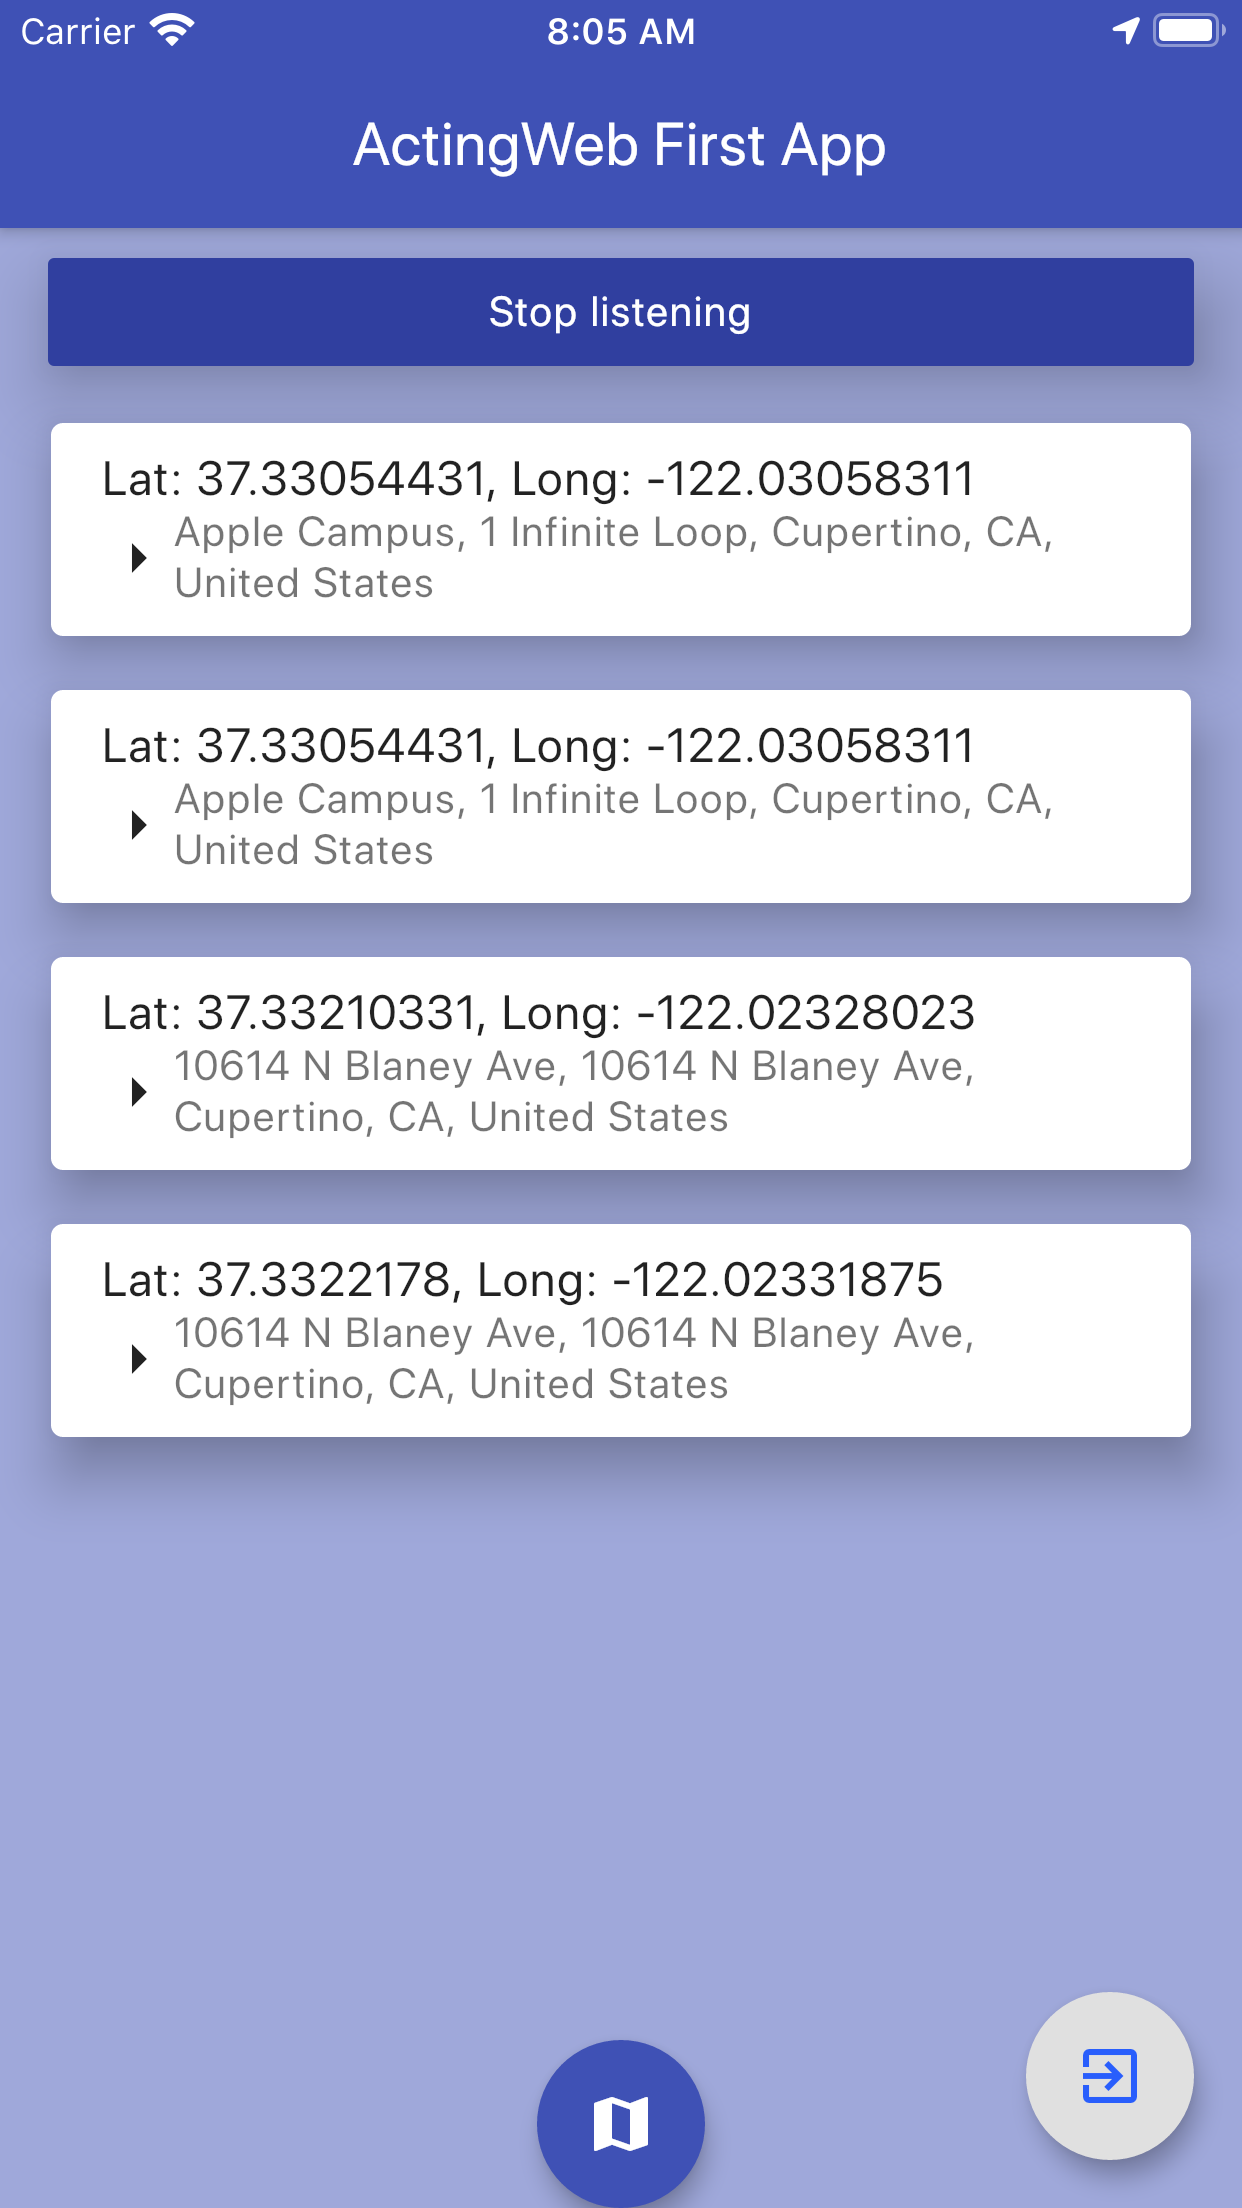 Carrier 8:05 AM
ActingWeb First App
Stop listening
Lat: 37.33054431, Long: -122.03058311
Apple Campus, 1 Infinite Loop, Cupertino, CA,
United States
Lat: 37.33054431, Long: -122.03058311
Apple Campus, 1 Infinite Loop, Cupertino, CA,
United States
Lat: 37.33210331, Long: -122.02328023
10614 N Blaney Ave, 10614 N Blaney Ave,
Cupertino, CA, United States
Lat: 37.3322178, Long: -122.02331875
10614 N Blaney Ave, 10614 N Blaney Ave,
Cupertino, CA, United States